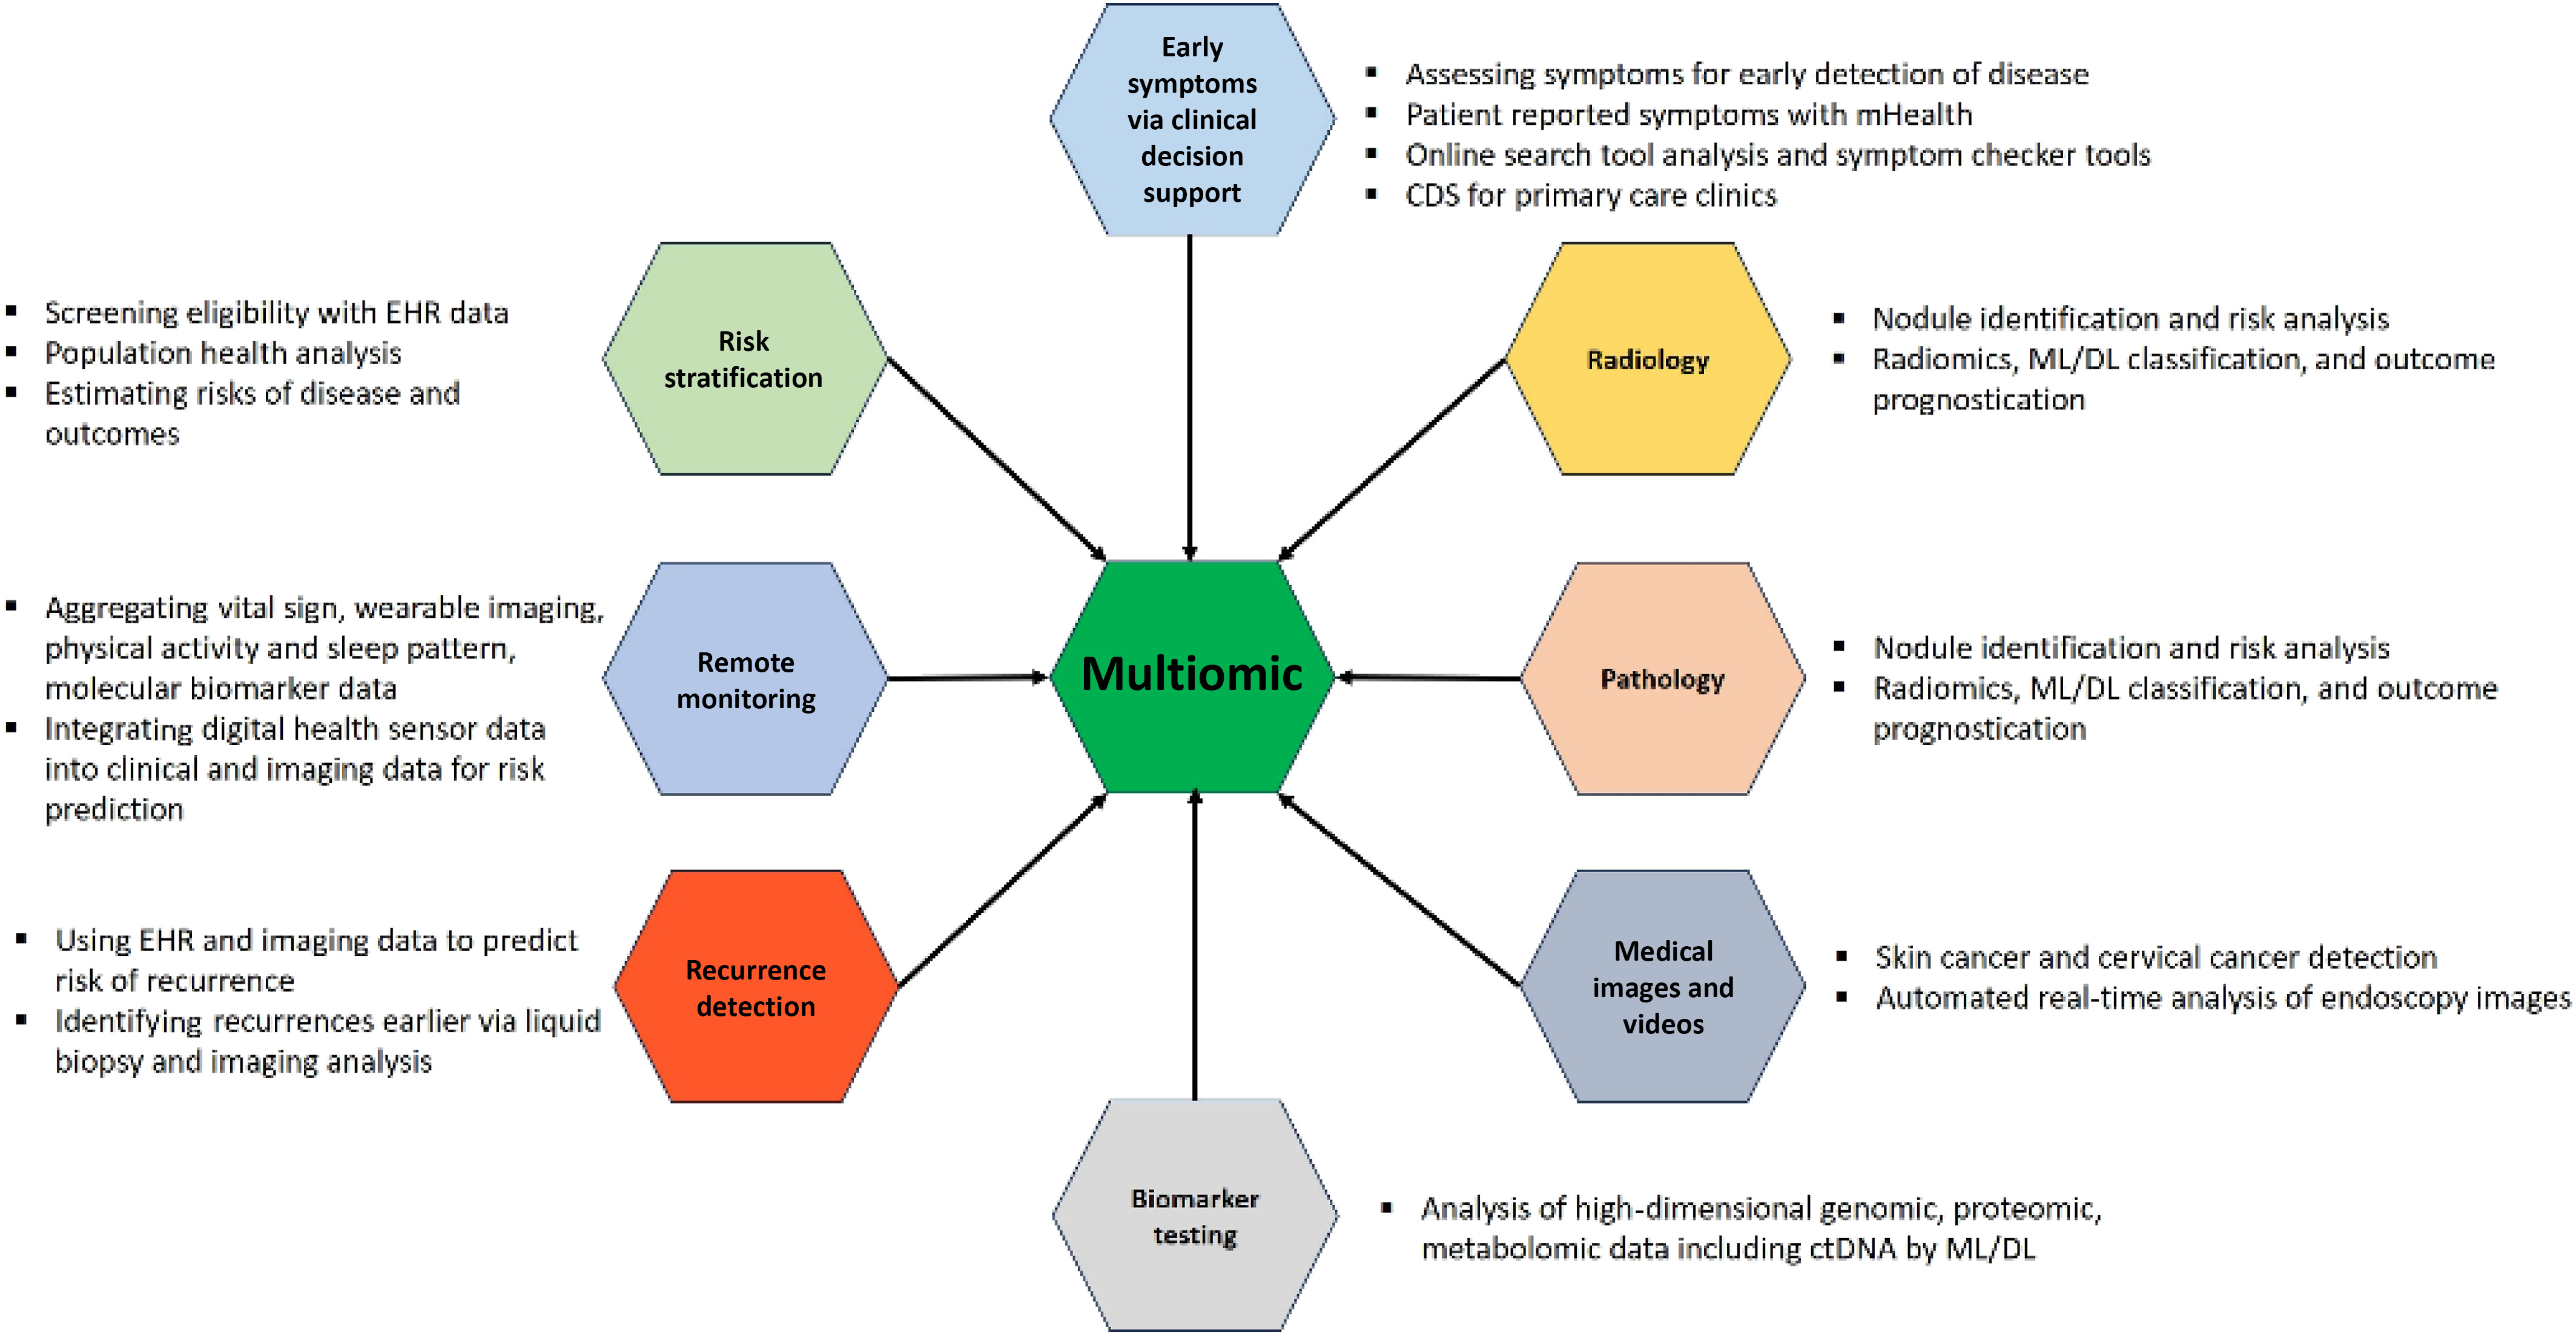 Early
symptoms
via clinical
decision
support
▪ Assessing symptoms for early detection of disease
▪ Patient reported symptoms with mHealth
▪ Online search tool analysis and symptom checker tools
▪ CDS for primary care clinics
▪ Screening eligibility with EHR data
▪ Population health analysis
▪ Estimating risks of disease and
outcomes
Risk
stratification
Radiology
▪ Nodule identification and risk analysis
▪ Radiomics, ML/DL classification, and outcome
prognostication
▪ Aggregating vital sign, wearable imaging,
physical activity and sleep pattern,
molecular biomarker data
▪ Integrating digital health sensor data
into clinical and imaging data for risk
prediction
Remote
monitoring
Multiomic
Pathology
▪ Nodule identification and risk analysis
▪ Radiomics, ML/DL classification, and outcome
prognostication
▪ Using EHR and imaging data to predict
risk of recurrence
▪ Identifying recurrences earlier via liquid
biopsy and imaging analysis
Recurrence
detection
Medical
images and
videos
▪ Skin cancer and cervical cancer detection
▪ Automated real-time analysis of endoscopy images
Biomarker
testing
▪ Analysis of high-dimensional genomic, proteomic,
metabolomic data including ctDNA by ML/DL